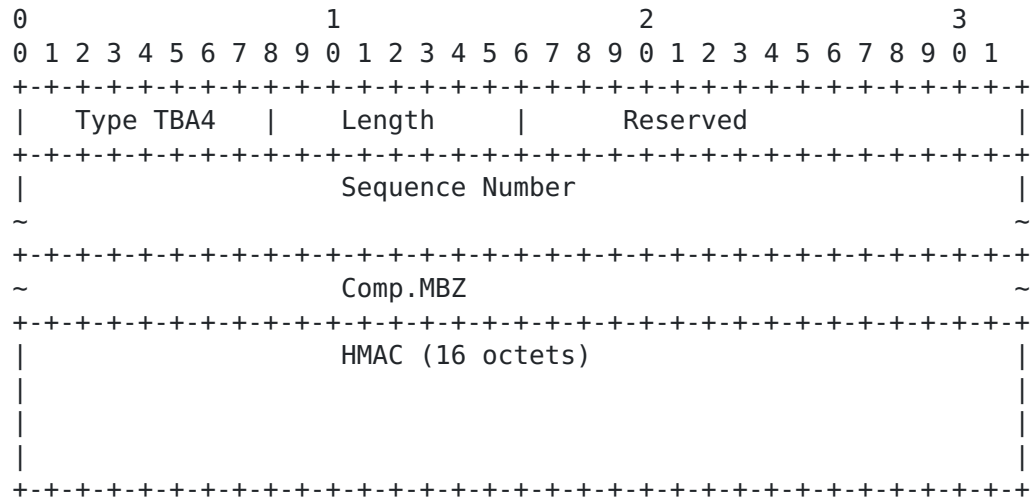 0                   1                   2                   3
0 1 2 3 4 5 6 7 8 9 0 1 2 3 4 5 6 7 8 9 0 1 2 3 4 5 6 7 8 9 0 1
+-+-+-+-+-+-+-+-+-+-+-+-+-+-+-+-+-+-+-+-+-+-+-+-+-+-+-+-+-+-+-+-+
|   Type TBA4   |    Length     |      Reserved                 |
+-+-+-+-+-+-+-+-+-+-+-+-+-+-+-+-+-+-+-+-+-+-+-+-+-+-+-+-+-+-+-+-+
|                    Sequence Number                            |
~                                                               ~
+-+-+-+-+-+-+-+-+-+-+-+-+-+-+-+-+-+-+-+-+-+-+-+-+-+-+-+-+-+-+-+-+
~                    Comp.MBZ                                   ~
+-+-+-+-+-+-+-+-+-+-+-+-+-+-+-+-+-+-+-+-+-+-+-+-+-+-+-+-+-+-+-+-+
|                    HMAC (16 octets)                           |
|                                                               |
|                                                               |
|                                                               |
+-+-+-+-+-+-+-+-+-+-+-+-+-+-+-+-+-+-+-+-+-+-+-+-+-+-+-+-+-+-+-+-+